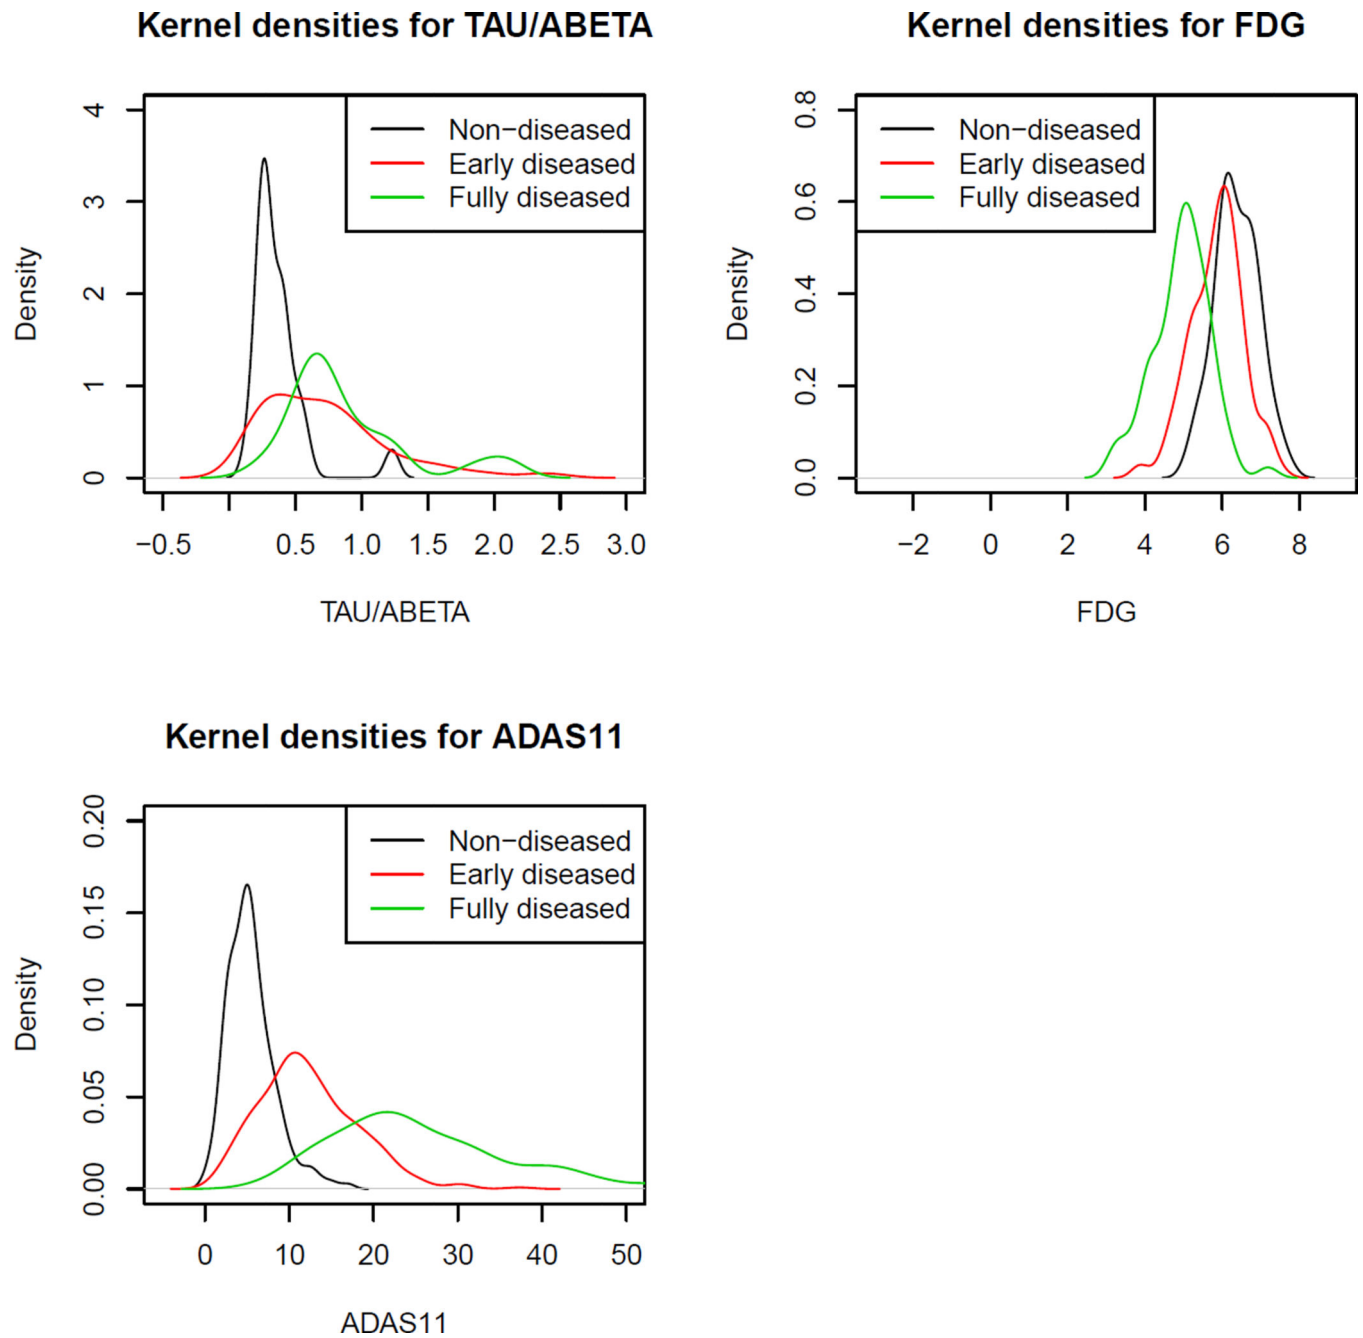 Kernel densities for TAU/ABETA
Density
4
3
2
1
0
Non−diseased
Early diseased
Fully diseased
−0.5 0.5 1.0 1.5 2.0 2.5 3.0
TAU/ABETA
Kernel densities for FDG
Density
0.8
0.6
0.4
0.2
0.0
Non−diseased
Early diseased
Fully diseased
−2 0 2 4 6 8
FDG
Kernel densities for ADAS11
Density
0.20
0.15
0.10
0.05
0.00
Non−diseased
Early diseased
Fully diseased
0 10 20 30 40 50
ADAS11